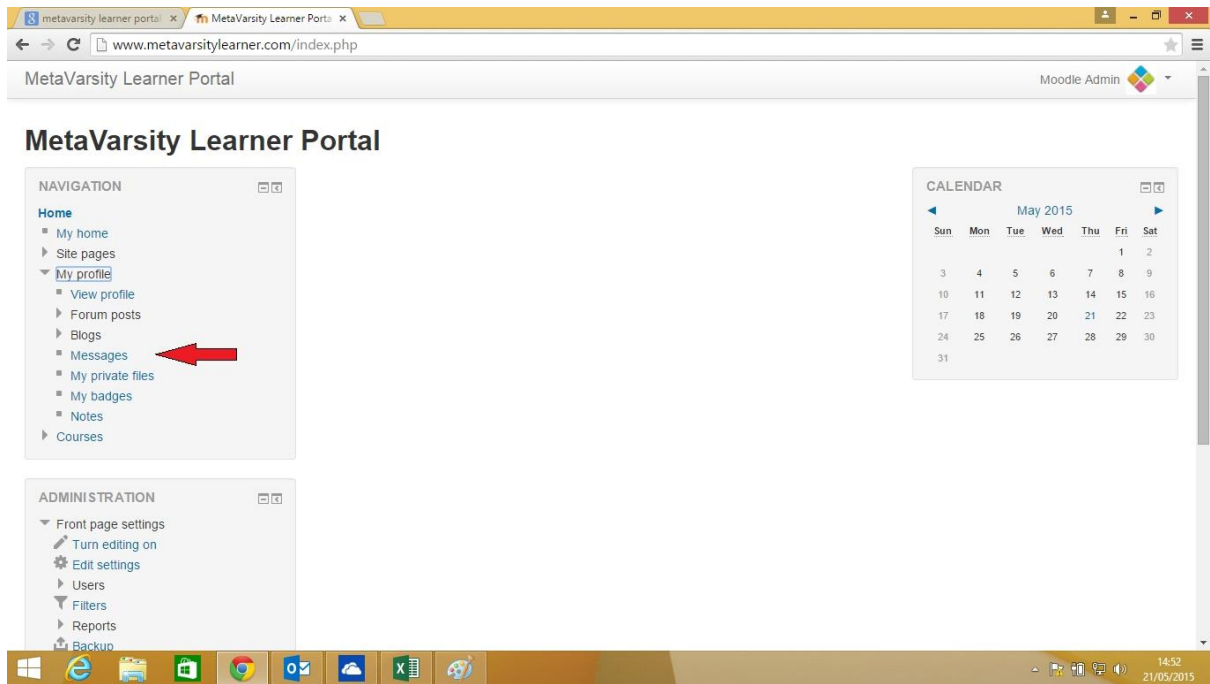 metavarsity learner portal
MetaVarsity Learner Porta
www.metavarsitylearner.com/index.php
MetaVarsity Learner Portal
Moodle Admin
MetaVarsity Learner Portal
NAVIGATION
Home
My home
Site pages
My profile
View profile
Forum posts
Blogs
Messages
My private files
My badges
Notes
Courses
ADMINISTRATION
Front page settings
Turn editing on
Edit settings
Users
Filters
Reports
Backup
CALENDAR
May 2015
Sun Mon Tue Wed Thu Fri Sat
1 2
3 4 5 6 7 8 9
10 11 12 13 14 15 16
17 18 19 20 21 22 23
24 25 26 27 28 29 30
31
14:52
21/05/2015